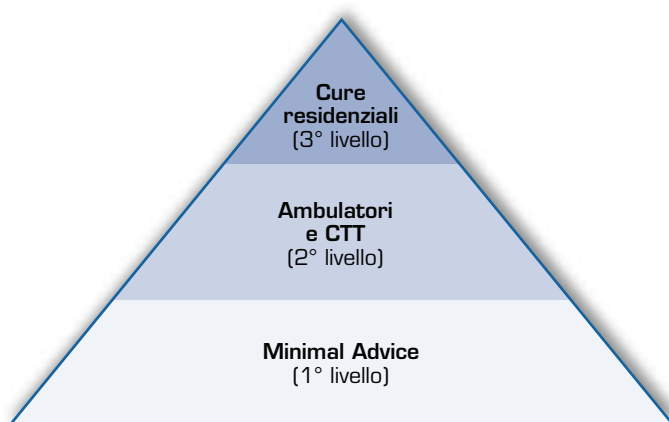 Cure
residenziali
(3° livello)
Ambulatori
e CTT
(2° livello)
Minimal Advice
(1° livello)